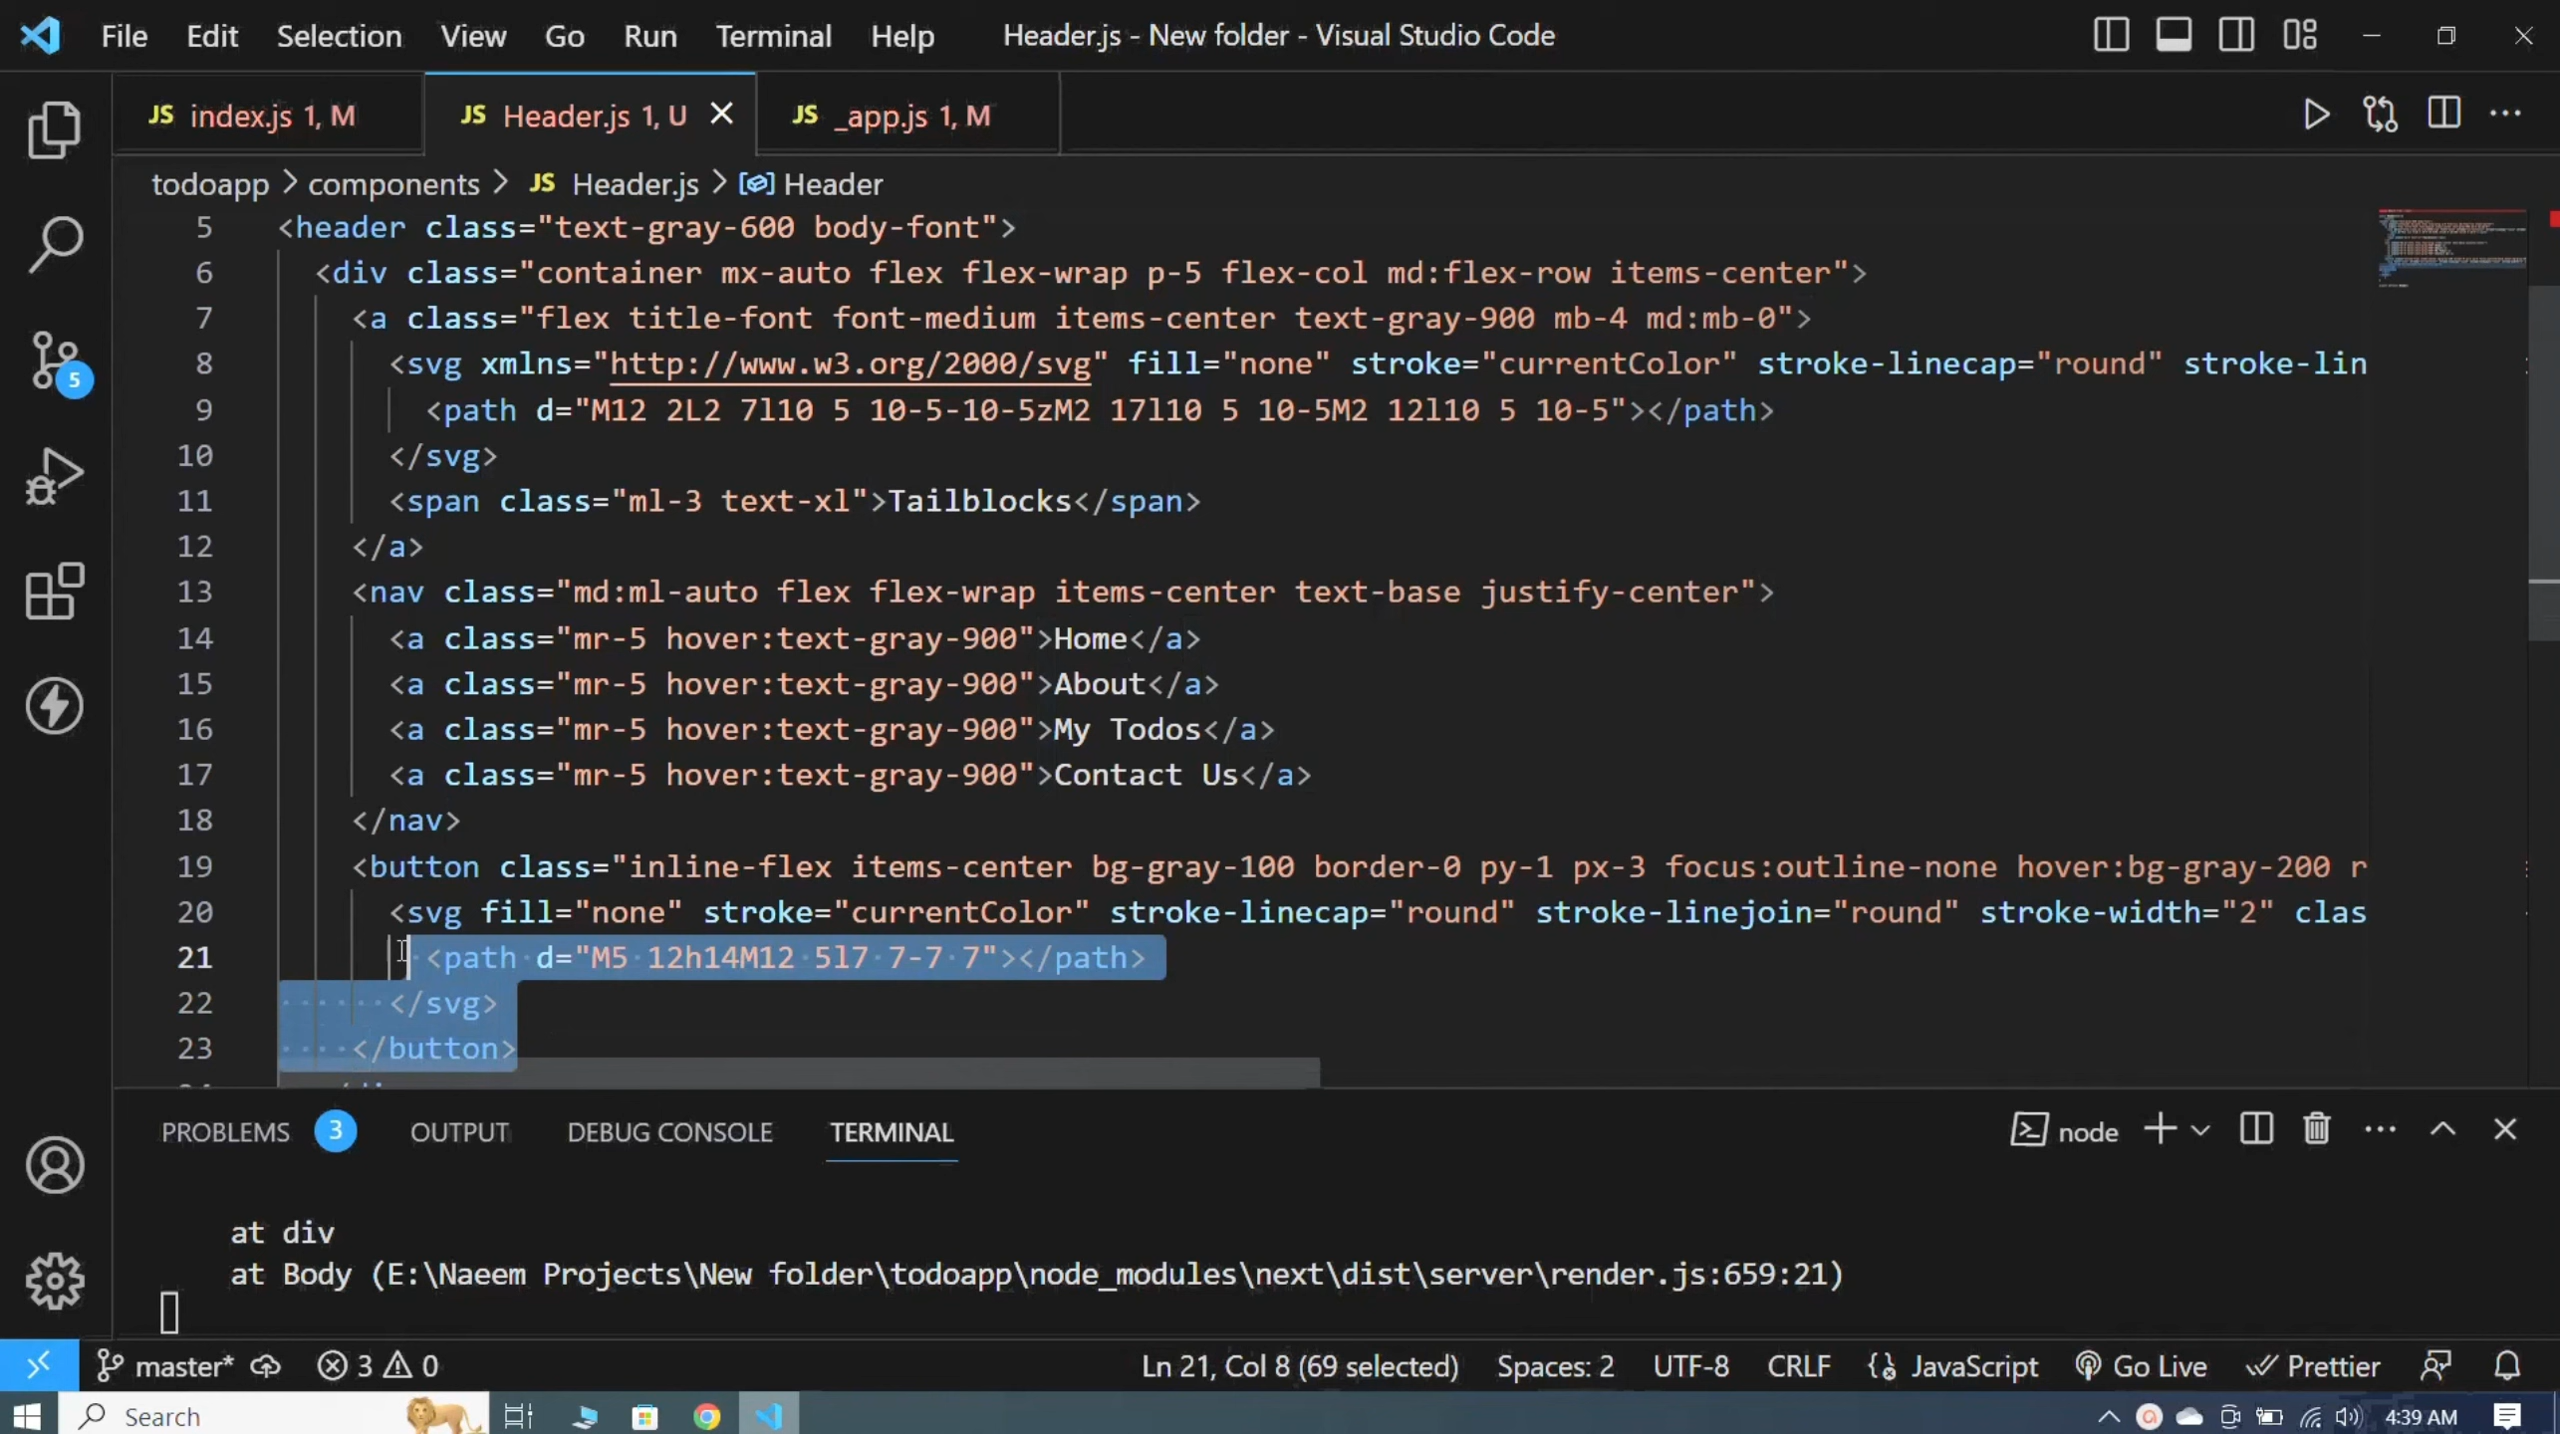 File Edit Selection View Go Run Terminal Help Header.js - New folder - Visual Studio Code
JS index.js 1, M JS Header.js 1, U JS _app.js 1, M
todoapp > components > JS Header.js > Header
5 <header class="text-gray-600 body-font">
6 <div class="container mx-auto flex flex-wrap p-5 flex-col md:flex-row items-center">
7 <a class="flex title-font font-medium items-center text-gray-900 mb-4 md:mb-0">
8 <svg xmlns="http://www.w3.org/2000/svg" fill="none" stroke="currentColor" stroke-linecap="round" stroke-lin
9 <path d="M12 2L2 7l10 5 10-5-10-5zM2 17l10 5 10-5M2 12l10 5 10-5"></path>
10 </svg>
11 <span class="ml-3 text-xl">Tailblocks</span>
12 </a>
13 <nav class="md:ml-auto flex flex-wrap items-center text-base justify-center">
14 <a class="mr-5 hover:text-gray-900">Home</a>
15 <a class="mr-5 hover:text-gray-900">About</a>
16 <a class="mr-5 hover:text-gray-900">My Todos</a>
17 <a class="mr-5 hover:text-gray-900">Contact Us</a>
18 </nav>
19 <button class="inline-flex items-center bg-gray-100 border-0 py-1 px-3 focus:outline-none hover:bg-gray-200 r
20 <svg fill="none" stroke="currentColor" stroke-linecap="round" stroke-linejoin="round" stroke-width="2" clas
21 <path d="M5 12h14M12 5l7 7-7 7"></path>
22 </svg>
23 </button>
PROBLEMS 3 OUTPUT DEBUG CONSOLE TERMINAL node
at div
at Body (E:\Naeem Projects\New folder\todoapp\node_modules\next\dist\server\render.js:659:21)
5
master* 3 0 Ln 21, Col 8 (69 selected) Spaces: 2 UTF-8 CRLF JavaScript Go Live Prettier
Search 4:39 AM